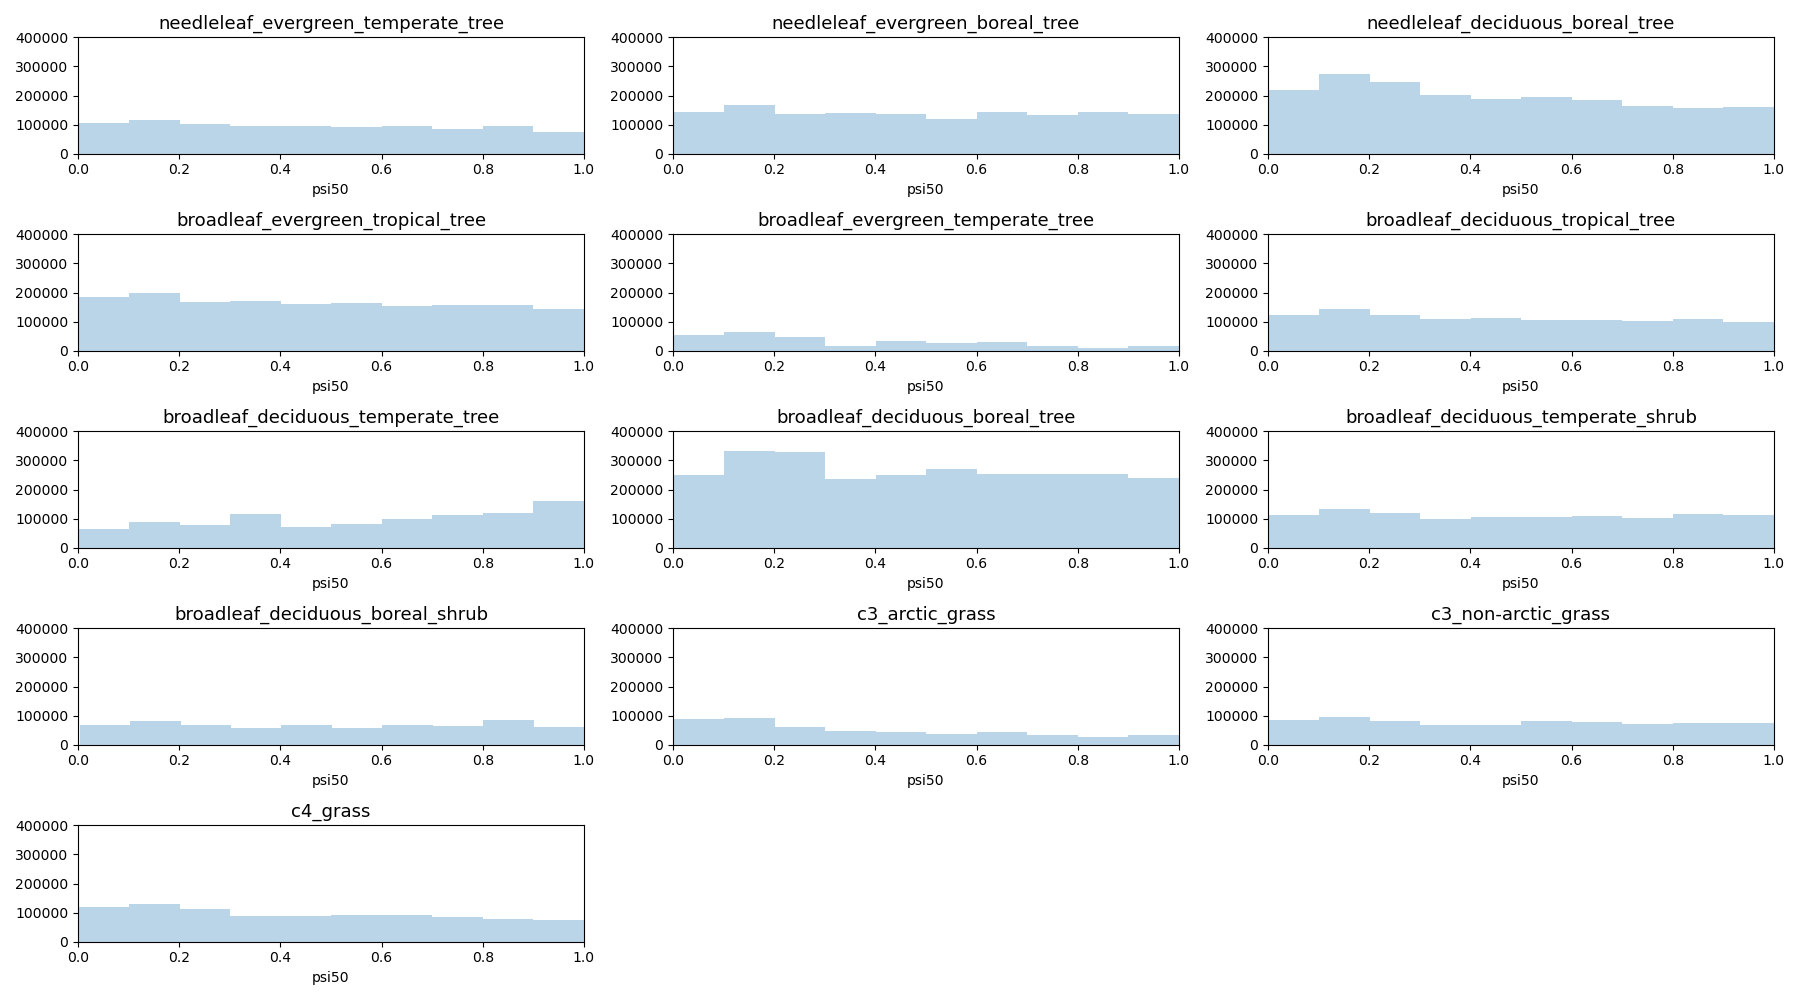 needleleaf_evergreen_temperate_tree
400000
300000
200000
100000
0
0.0 0.2 0.4 0.6 0.8 1.0
psi50
needleleaf_evergreen_boreal_tree
400000
300000
200000
100000
0
0.0 0.2 0.4 0.6 0.8 1.0
psi50
needleleaf_deciduous_boreal_tree
400000
300000
200000
100000
0
0.0 0.2 0.4 0.6 0.8 1.0
psi50
broadleaf_evergreen_tropical_tree
400000
300000
200000
100000
0
0.0 0.2 0.4 0.6 0.8 1.0
psi50
broadleaf_evergreen_temperate_tree
400000
300000
200000
100000
0
0.0 0.2 0.4 0.6 0.8 1.0
psi50
broadleaf_deciduous_tropical_tree
400000
300000
200000
100000
0
0.0 0.2 0.4 0.6 0.8 1.0
psi50
broadleaf_deciduous_temperate_tree
400000
300000
200000
100000
0
0.0 0.2 0.4 0.6 0.8 1.0
psi50
broadleaf_deciduous_boreal_tree
400000
300000
200000
100000
0
0.0 0.2 0.4 0.6 0.8 1.0
psi50
broadleaf_deciduous_temperate_shrub
400000
300000
200000
100000
0
0.0 0.2 0.4 0.6 0.8 1.0
psi50
broadleaf_deciduous_boreal_shrub
400000
300000
200000
100000
0
0.0 0.2 0.4 0.6 0.8 1.0
psi50
c3_arctic_grass
400000
300000
200000
100000
0
0.0 0.2 0.4 0.6 0.8 1.0
psi50
c3_non-arctic_grass
400000
300000
200000
100000
0
0.0 0.2 0.4 0.6 0.8 1.0
psi50
c4_grass
400000
300000
200000
100000
0
0.0 0.2 0.4 0.6 0.8 1.0
psi50